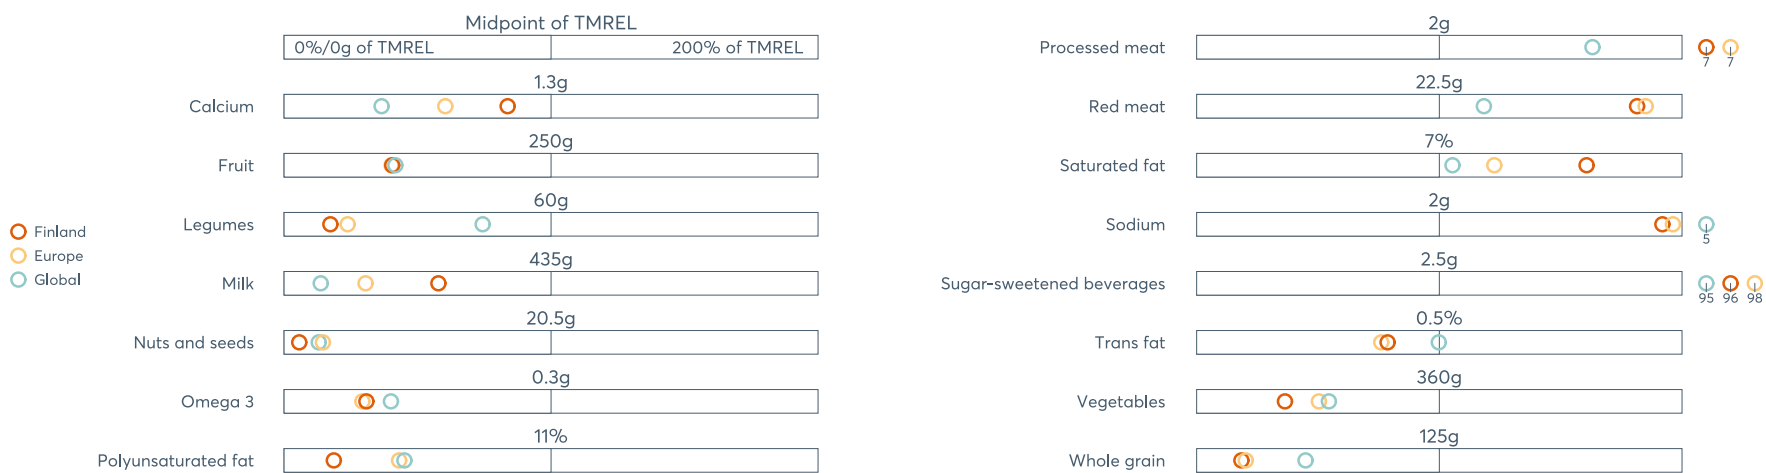 Midpoint of TMREL
0%/0g of TMREL 200% of TMREL
1.3g
Calcium
250g
Fruit
60g
Legumes
Finland
Europe
Global
435g
Milk
20.5g
Nuts and seeds
0.3g
Omega 3
11%
Polyunsaturated fat
2g
Processed meat
7 7
22.5g
Red meat
7%
Saturated fat
2g
Sodium
5
2.5g
Sugar-sweetened beverages
95 96 98
0.5%
Trans fat
360g
Vegetables
125g
Whole grain